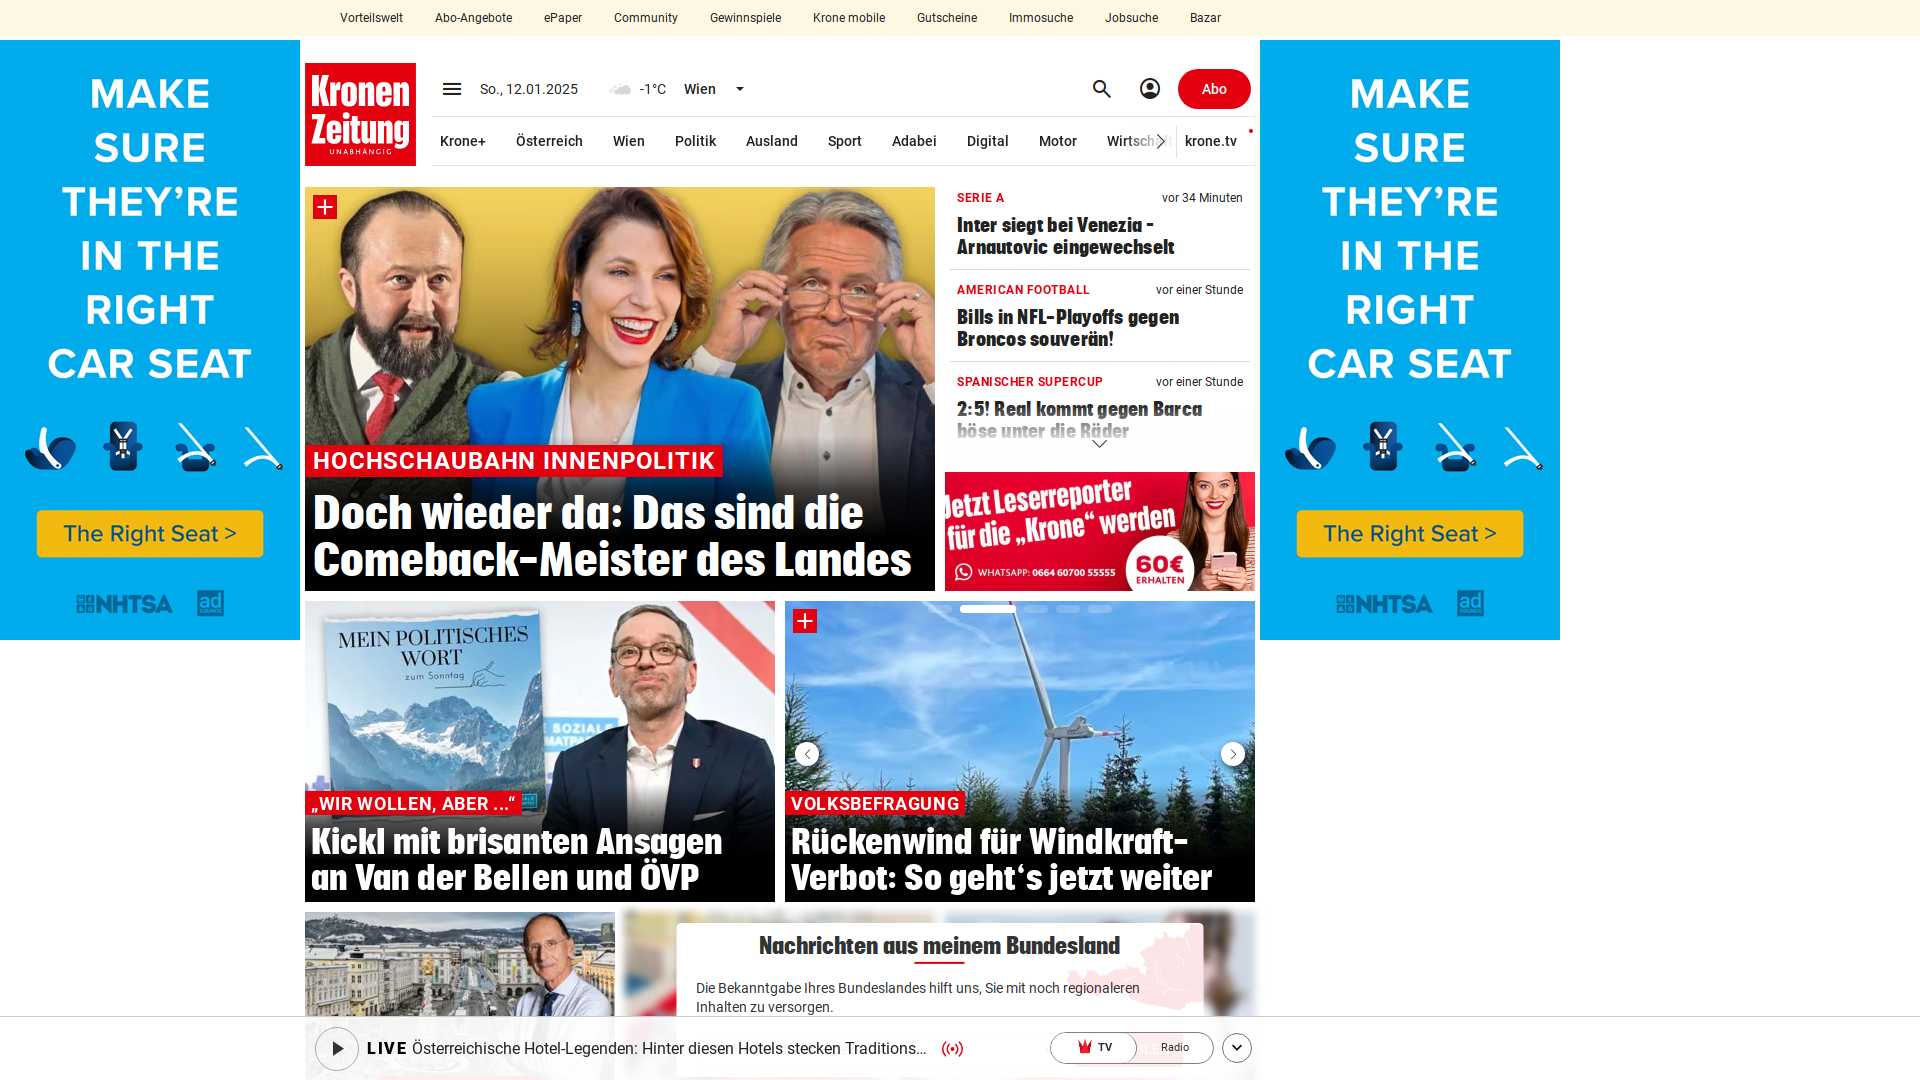 Vorteilswelt
Abo-Angebote
ePaper
Community
Gewinnspiele
Krone mobile
Gutscheine
Immosuche
Jobsuche
Bazar
MAKE
SURE
THEY'RE
IN THE
RIGHT
CAR SEAT
The Right Seat >
NHTSA
ad
COUNCIL
Kronen
Zeitung
UNABHÄNGIG
So., 12.01.2025
-1°C
Wien
Abo
Krone+
Österreich
Wien
Politik
Ausland
Sport
Adabei
Digital
Motor
Wirtschaft
krone.tv
HOCHSCHAUBAHN INNENPOLITIK
Doch wieder da: Das sind die
Comeback-Meister des Landes
SERIE A
vor 34 Minuten
Inter siegt bei Venezia -
Arnautovic eingewechselt
AMERICAN FOOTBALL
vor einer Stunde
Bills in NFL-Playoffs gegen
Broncos souverän!
SPANISCHER SUPERCUP
vor einer Stunde
2:5! Real kommt gegen Barca
böse unter die Räder
Jetzt Leserreporter
für die „Krone“ werden
WHATSAPP: 0664 60700 55555
60€
ERHALTEN
MAKE
SURE
THEY'RE
IN THE
RIGHT
CAR SEAT
The Right Seat >
NHTSA
ad
COUNCIL
MEIN POLITISCHES
WORT
zum Sonntag
SOZIALE
„WIR WOLLEN, ABER ...“
Kickl mit brisanten Ansagen
an Van der Bellen und ÖVP
VOLKSBEFRAGUNG
Rückenwind für Windkraft-
Verbot: So geht‘s jetzt weiter
Nachrichten aus meinem Bundesland
Die Bekanntgabe Ihres Bundeslandes hilft uns, Sie mit noch regionaleren
Inhalten zu versorgen.
LIVE Österreichische Hotel-Legenden: Hinter diesen Hotels stecken Traditions...
TV
Radio